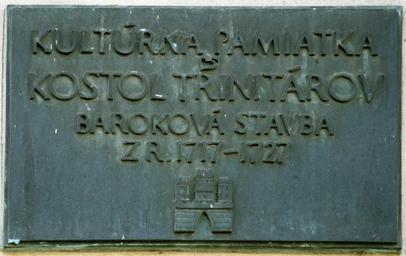 KULTÚRNA PAMIATKA
KOSTOL TRINITÁROV
BAROKOVÁ STAVBA
Z R. 1717-1727